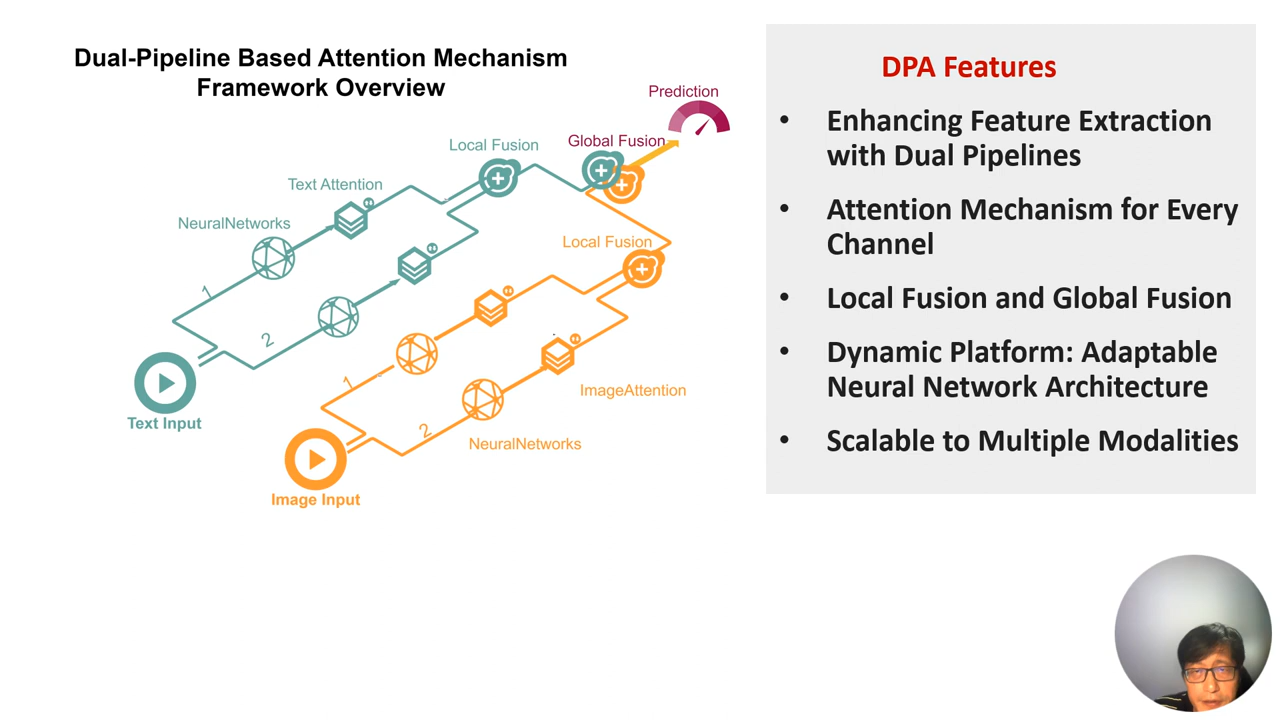 Dual-Pipeline Based Attention Mechanism
Framework Overview
Prediction
Global Fusion
Local Fusion
Text Attention
NeuralNetworks
1
2
Text Input
Local Fusion
1
2
ImageAttention
NeuralNetworks
Image Input
DPA Features
• Enhancing Feature Extraction
with Dual Pipelines
• Attention Mechanism for Every
Channel
• Local Fusion and Global Fusion
• Dynamic Platform: Adaptable
Neural Network Architecture
• Scalable to Multiple Modalities